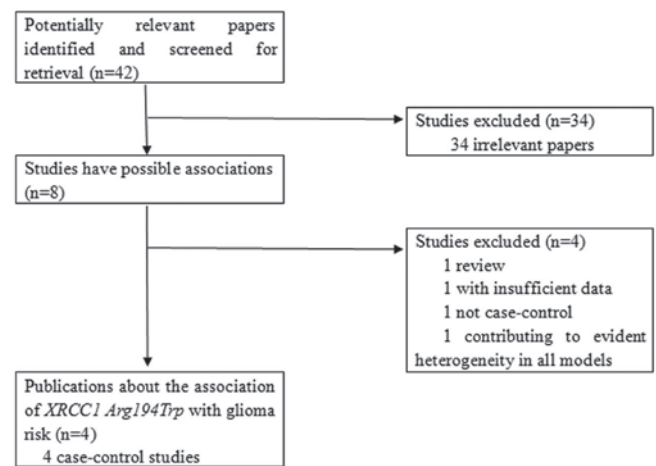 Potentially relevant papers
identified and screened for
retrieval (n=42)
Studies excluded (n=34)
34 irrelevant papers
Studies have possible associations
(n=8)
Studies excluded (n=4)
1 review
1 with insufficient data
1 not case-control
1 contributing to evident
heterogeneity in all models
Publications about the association
of XRCC1 Arg194Trp with glioma
risk (n=4)
4 case-control studies